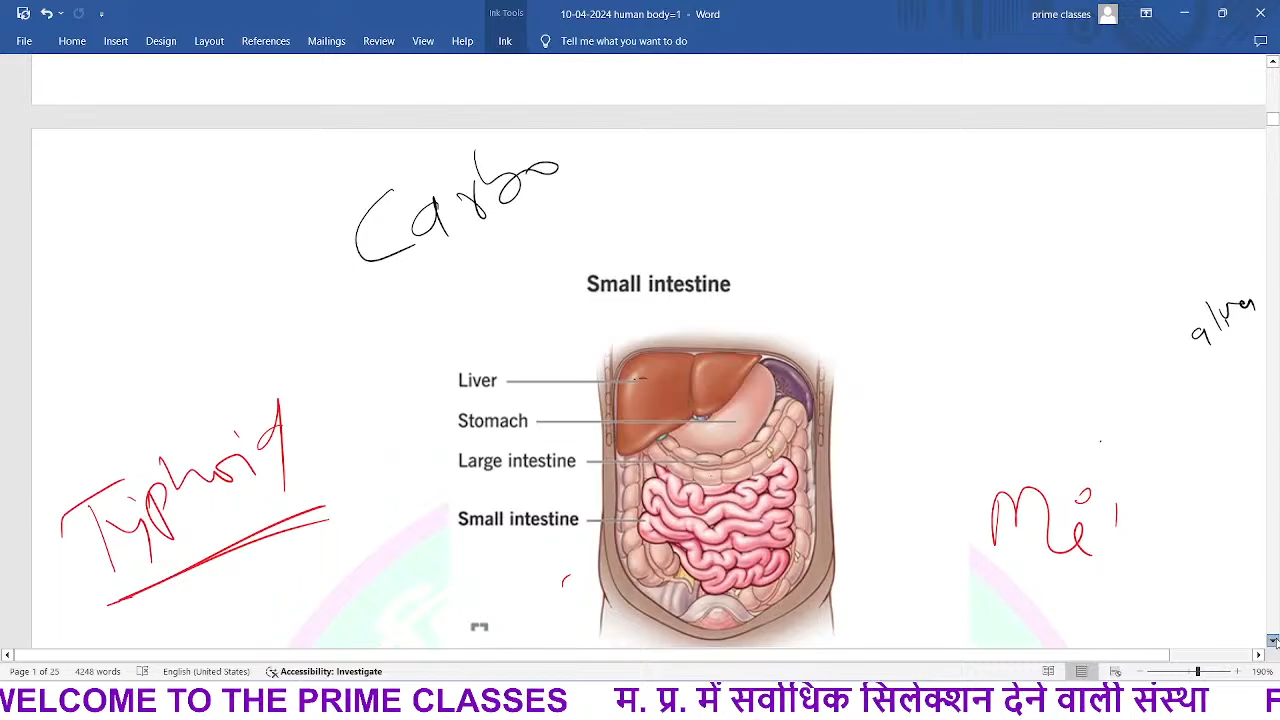 Ink Tools
10-04-2024 human body=1 - Word
prime classes
File Home Insert Design Layout References Mailings Review View Help Ink Tell me what you want to do
Carbo
Small intestine
Liver
Stomach
Large intestine
Small intestine
Typhoid
Page 1 of 25 4248 words English (United States) Accessibility: Investigate 190%
WELCOME TO THE PRIME CLASSES म. प्र. में सर्वाधिक सिलेक्शन देने वाली संस्था F